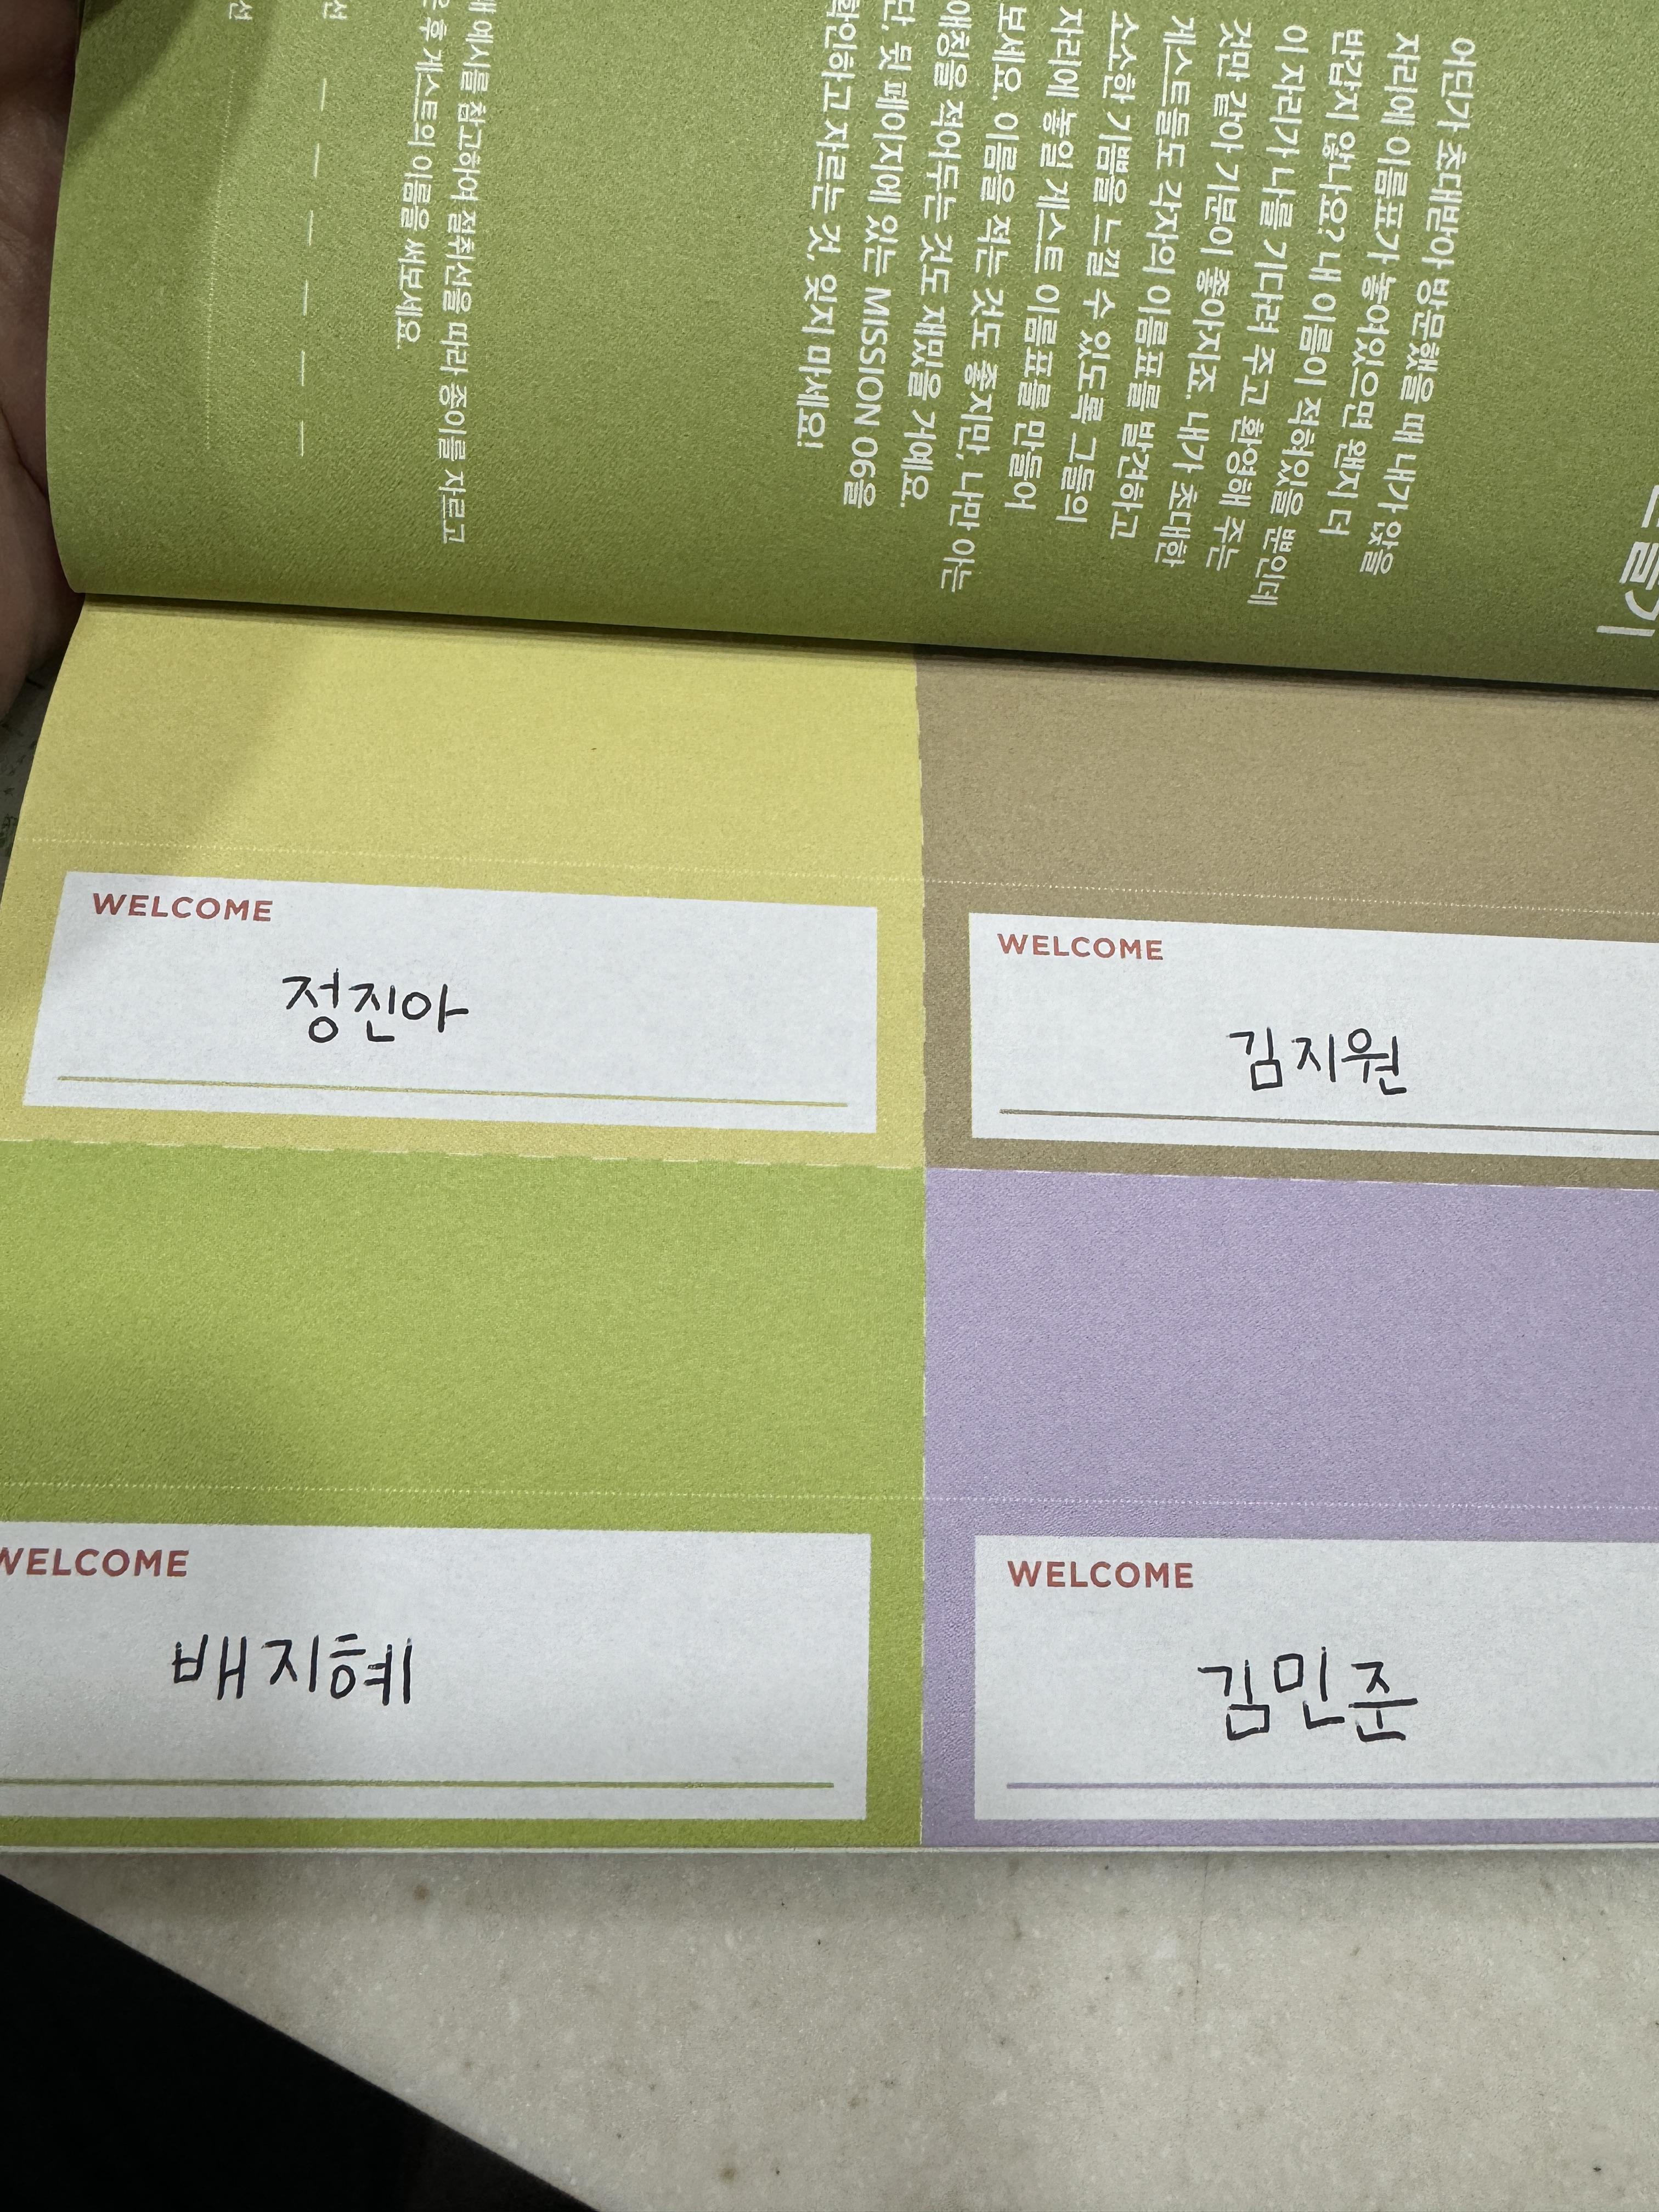 들기
어딘가 초대받아 방문했을 때 내가 앉을
자리에 이름표가 놓여있으면 왠지 더
반갑지 않나요? 내 이름이 적혀있을 뿐인데
이 자리가 나를 기다려 주고 환영해 주는
것만 같아 기분이 좋아지죠. 내가 초대한
게스트들도 각자의 이름표를 발견하고
소소한 기쁨을 느낄 수 있도록 그들의
자리에 놓일 게스트 이름표를 만들어
보세요. 이름을 적는 것도 좋지만, 나만 아는
애칭을 적어두는 것도 재밌을 거예요.
단, 뒷 페이지에 있는 MISSION 06을
확인하고 자르는 것, 잊지 마세요!
예시를 참고하여 절취선을 따라 종이를 자르고
후 게스트의 이름을 써보세요.
선
선
WELCOME
정진아
WELCOME
김지원
WELCOME
배지혜
WELCOME
김민준